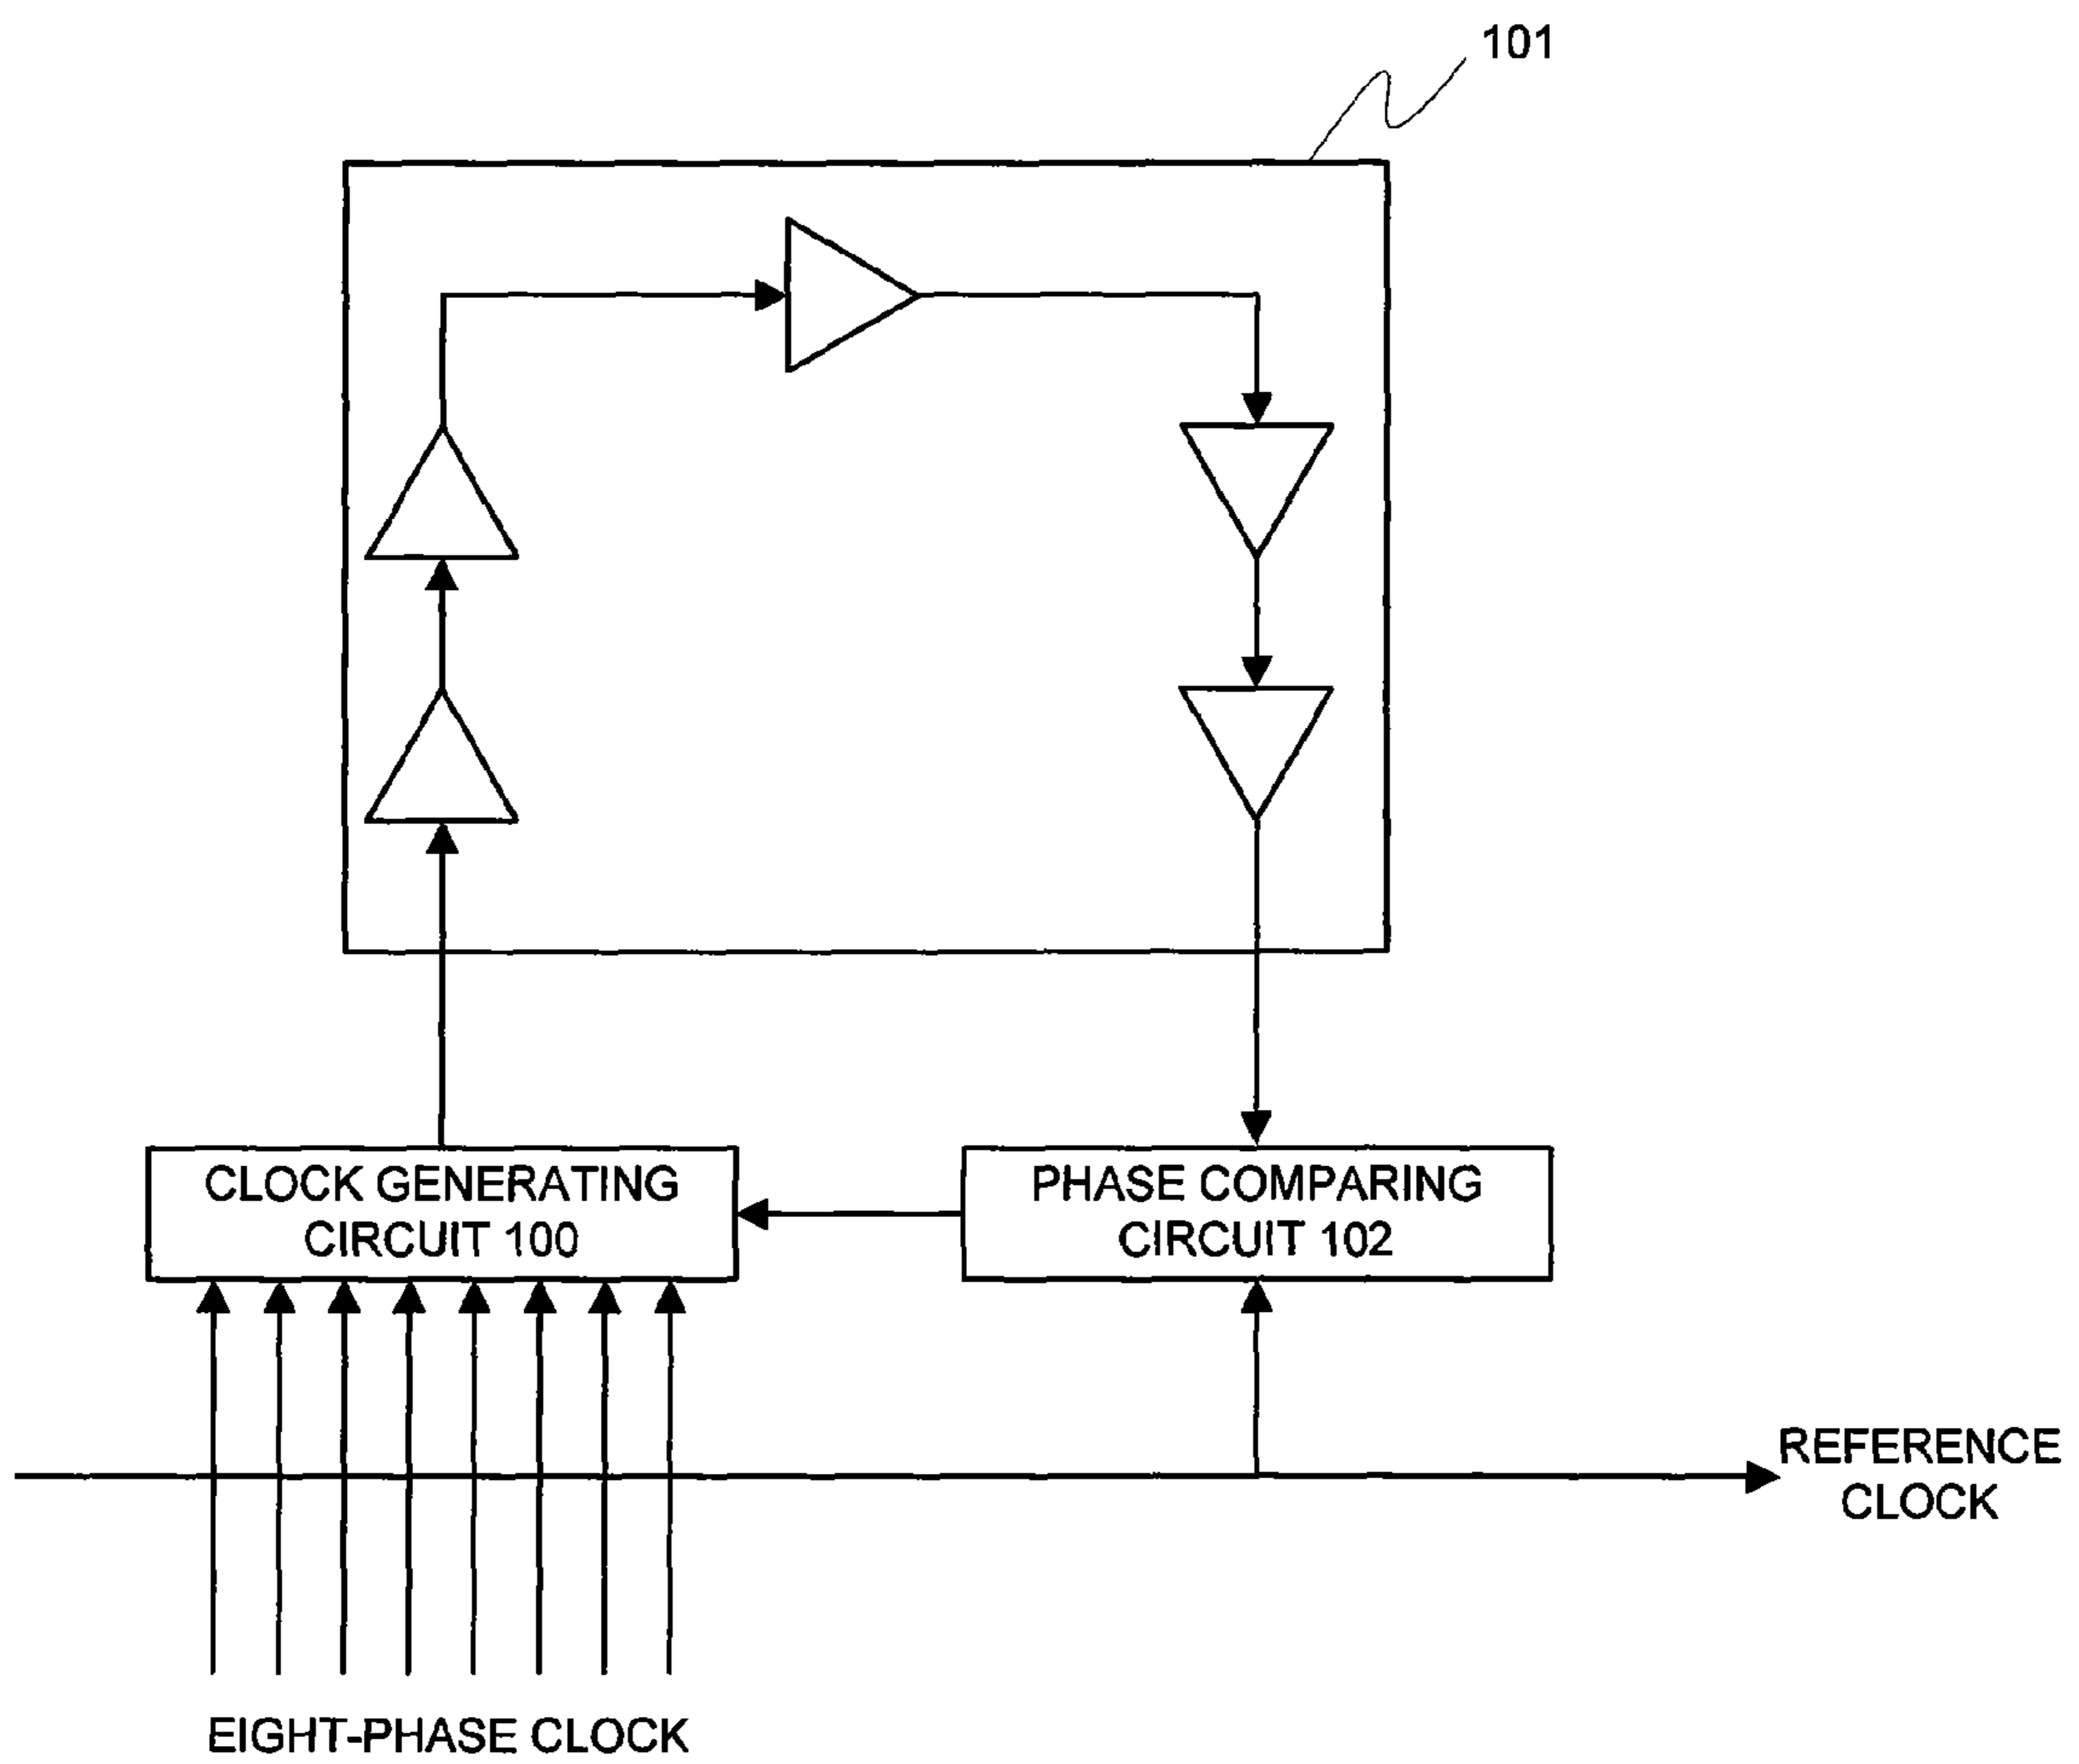 101
CLOCK GENERATING
CIRCUIT 100
PHASE COMPARING
CIRCUIT 102
REFERENCE
CLOCK
EIGHT-PHASE CLOCK